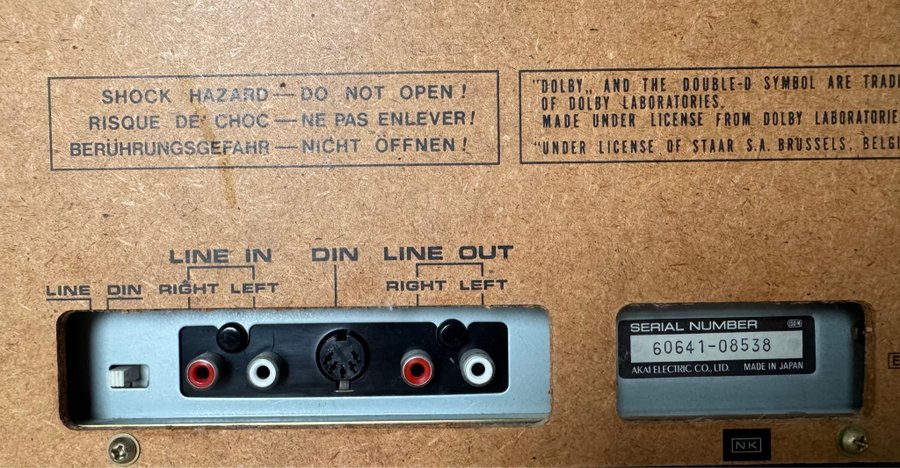 SHOCK HAZARD — DO NOT OPEN!
RISQUE DE CHOC — NE PAS ENLEVER!
BERÜHRUNGSGEFAHR — NICHT ÖFFNEN!
"DOLBY„ AND THE DOUBLE-D SYMBOL ARE TRAD
OF DOLBY LABORATORIES.
MADE UNDER LICENSE FROM DOLBY LABORATORIE
"UNDER LICENSE OF STAAR S.A. BRUSSELS, BELGI
LINE IN DIN LINE OUT
LINE DIN RIGHT LEFT RIGHT LEFT
SERIAL NUMBER
60641-08538
AKAI ELECTRIC CO., LTD. MADE IN JAPAN
NK